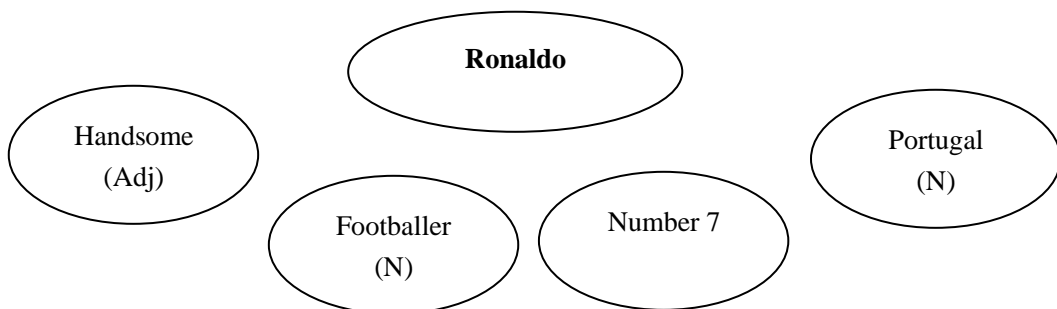 Ronaldo
Handsome
(Adj)
Footballer
(N)
Number 7
Portugal
(N)